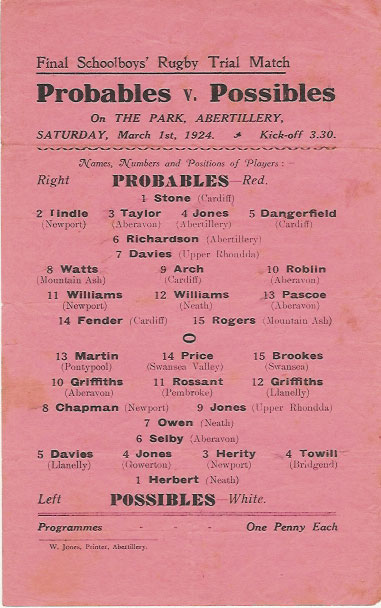 Final Schoolboys' Rugby Trial Match
Probables v. Possibles
On THE PARK, ABERTILLERY,
SATURDAY, March 1st, 1924. Kick-off 3.30.
Names, Numbers and Positions of Players :—
Right PROBABLES—Red.
1 Stone (Cardiff)
2 Tindle 3 Taylor 4 Jones 5 Dangerfield
(Newport) (Aberavon) (Abertillery) (Cardiff)
6 Richardson (Abertillery)
7 Davies (Upper Rhondda)
8 Watts 9 Arch 10 Roblin
(Mountain Ash) (Cardiff) (Aberavon)
11 Williams 12 Williams 13 Pascoe
(Newport) (Neath) (Aberavon)
14 Fender (Cardiff) 15 Rogers (Mountain Ash)
O
13 Martin 14 Price 15 Brookes
(Pontypool) (Swansea Valley) (Swansea)
10 Griffiths 11 Rossant 12 Griffiths
(Aberavon) (Pembroke) (Llanelly)
8 Chapman (Newport) 9 Jones (Upper Rhondda)
7 Owen (Neath)
6 Selby (Aberavon)
5 Davies 4 Jones 3 Herity 4 Towill
(Llanelly) (Gowerton) (Newport) (Bridgend)
1 Herbert (Neath)
Left POSSIBLES—White.
Programmes - - - One Penny Each
W. Jones, Printer, Abertillery.